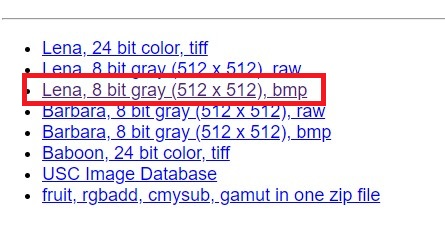 Lena, 24 bit color, tiff
Lena, 8 bit gray (512 x 512), raw
Lena, 8 bit gray (512 x 512), bmp
Barbara, 8 bit gray (512 x 512), raw
Barbara, 8 bit gray (512 x 512), bmp
Baboon, 24 bit color, tiff
USC Image Database
fruit, rgbadd, cmysub, gamut in one zip file